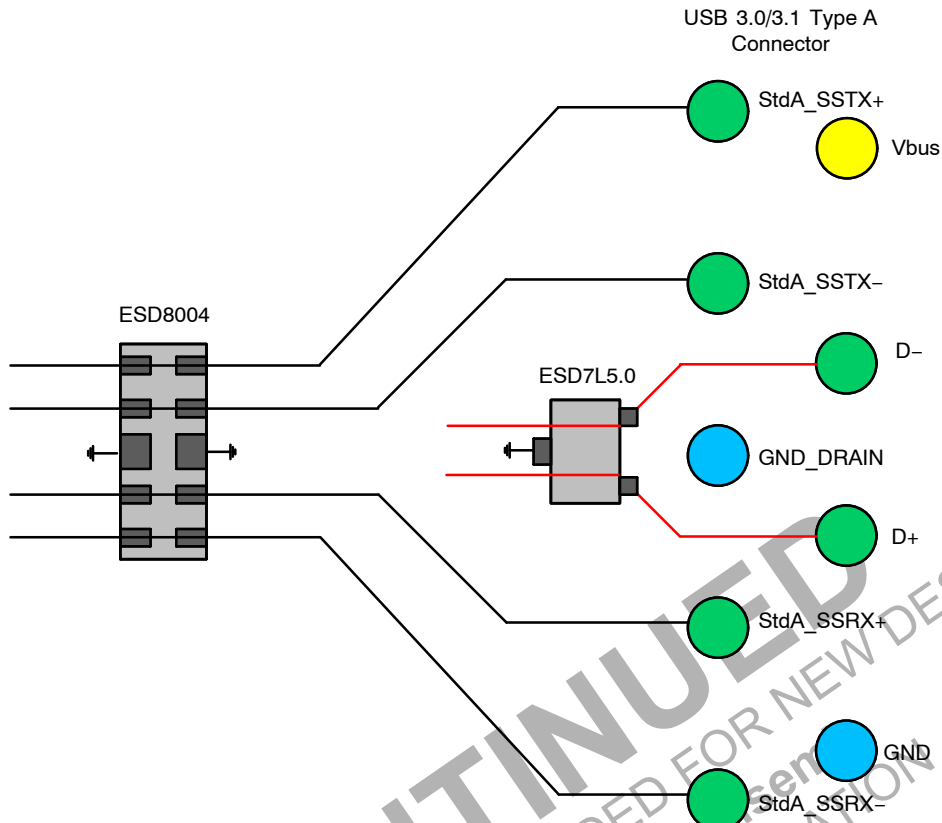 USB 3.0/3.1 Type A
Connector
StdA_SSTX+
Vbus
StdA_SSTX−
ESD8004
D−
ESD7L5.0
GND_DRAIN
D+
StdA_SSRX+
GND
StdA_SSRX−